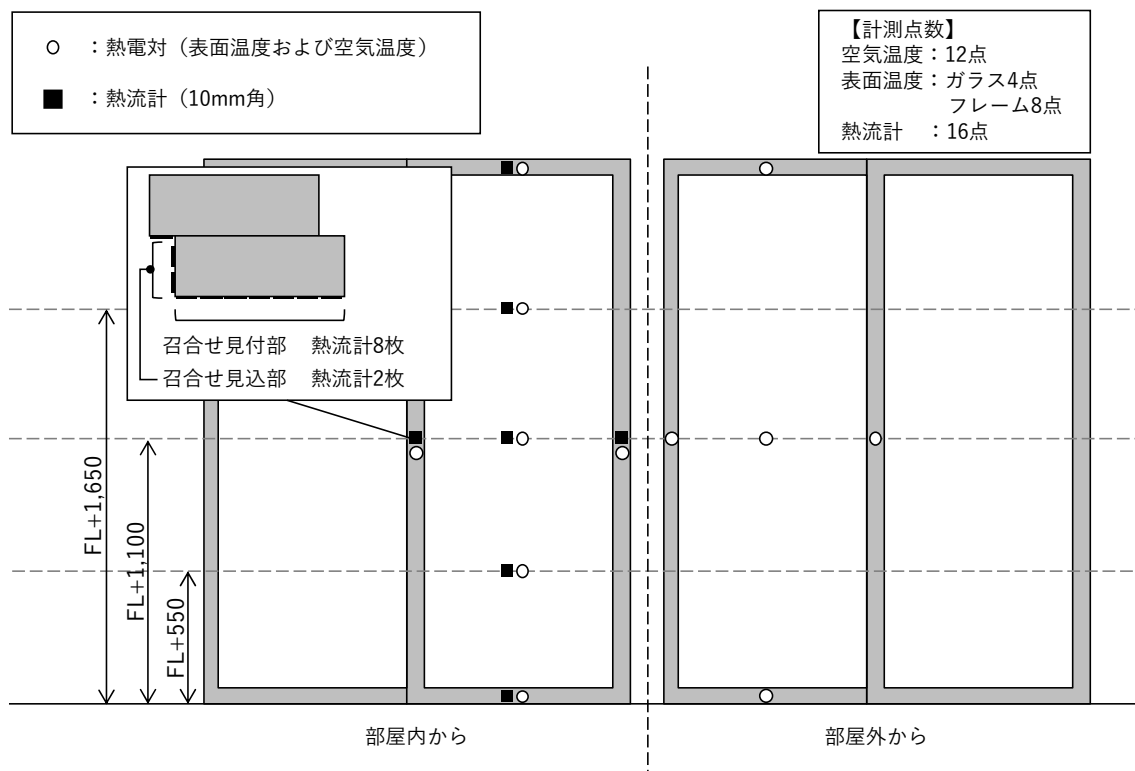 ○ ：熱電対（表面温度および空気温度）
■ ：熱流計（10mm角）
【計測点数】
空気温度：12点
表面温度：ガラス4点
フレーム8点
熱流計　：16点
召合せ見付部　熱流計8枚
召合せ見込部　熱流計2枚
FL+1,650
FL+1,100
FL+550
部屋内から
部屋外から